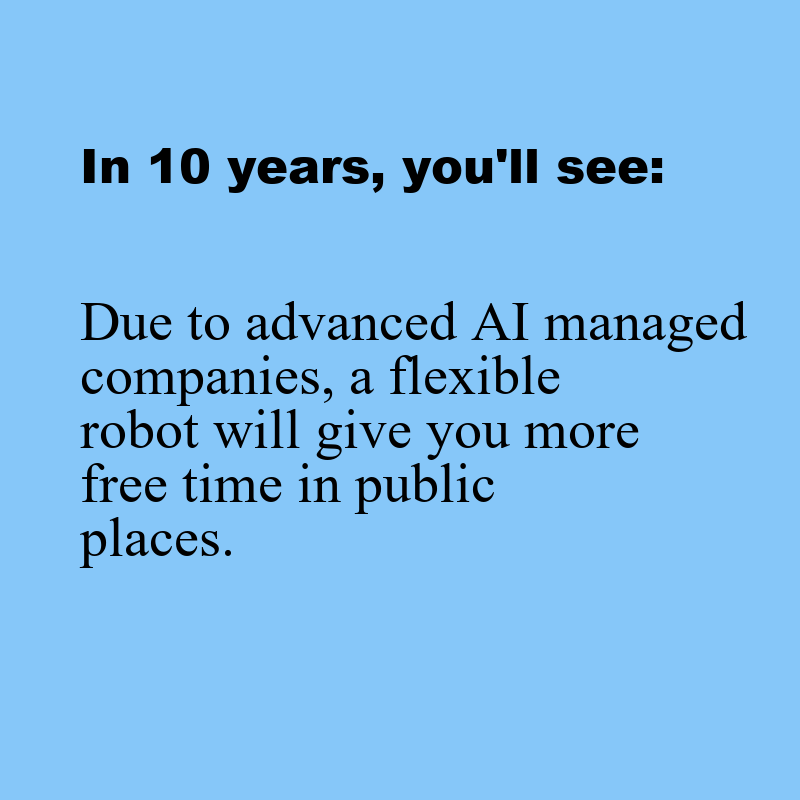 In 10 years, you'll see:
Due to advanced AI managed
companies, a flexible
robot will give you more
free time in public
places.